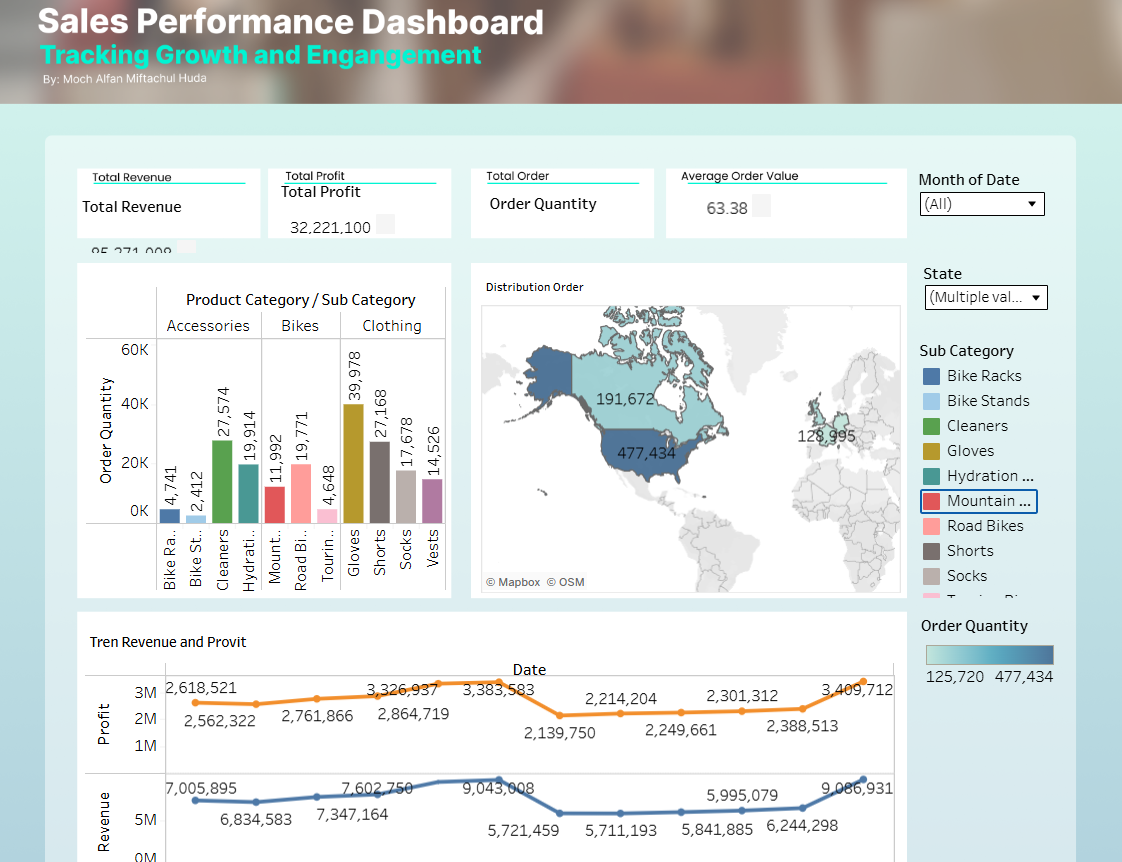 Sales Performance Dashboard
Tracking Growth and Engangement
By: Moch Alfan Miftachul Huda
Total Revenue
Total Revenue
Total Profit
Total Profit
32,221,100
Total Order
Order Quantity
Average Order Value
63.38
Month of Date
(All)
State
(Multiple val...
Product Category / Sub Category
Accessories Bikes Clothing
Order Quantity
60K
40K
20K
0K
4,741
2,412
27,574
19,914
11,992
19,771
4,648
39,978
27,168
17,678
14,526
Bike Ra..
Bike St..
Cleaners
Hydrati..
Mount..
Road Bi..
Tourin..
Gloves
Shorts
Socks
Vests
Distribution Order
191,672
477,434
128,995
© Mapbox © OSM
Sub Category
Bike Racks
Bike Stands
Cleaners
Gloves
Hydration ...
Mountain ...
Road Bikes
Shorts
Socks
Order Quantity
125,720 477,434
Tren Revenue and Provit
Date
Profit
3M
2M
1M
2,618,521
2,562,322
2,761,866
2,864,719
3,326,937
3,383,583
2,139,750
2,214,204
2,249,661
2,301,312
2,388,513
3,409,712
Revenue
5M
0M
7,005,895
6,834,583
7,347,164
7,602,750
9,043,008
5,721,459
5,711,193
5,841,885
5,995,079
6,244,298
9,086,931